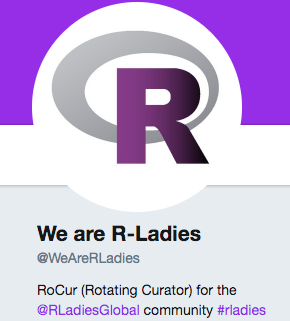 R
We are R-Ladies
@WeAreRLadies
RoCur (Rotating Curator) for the
@RLadiesGlobal community #rladies